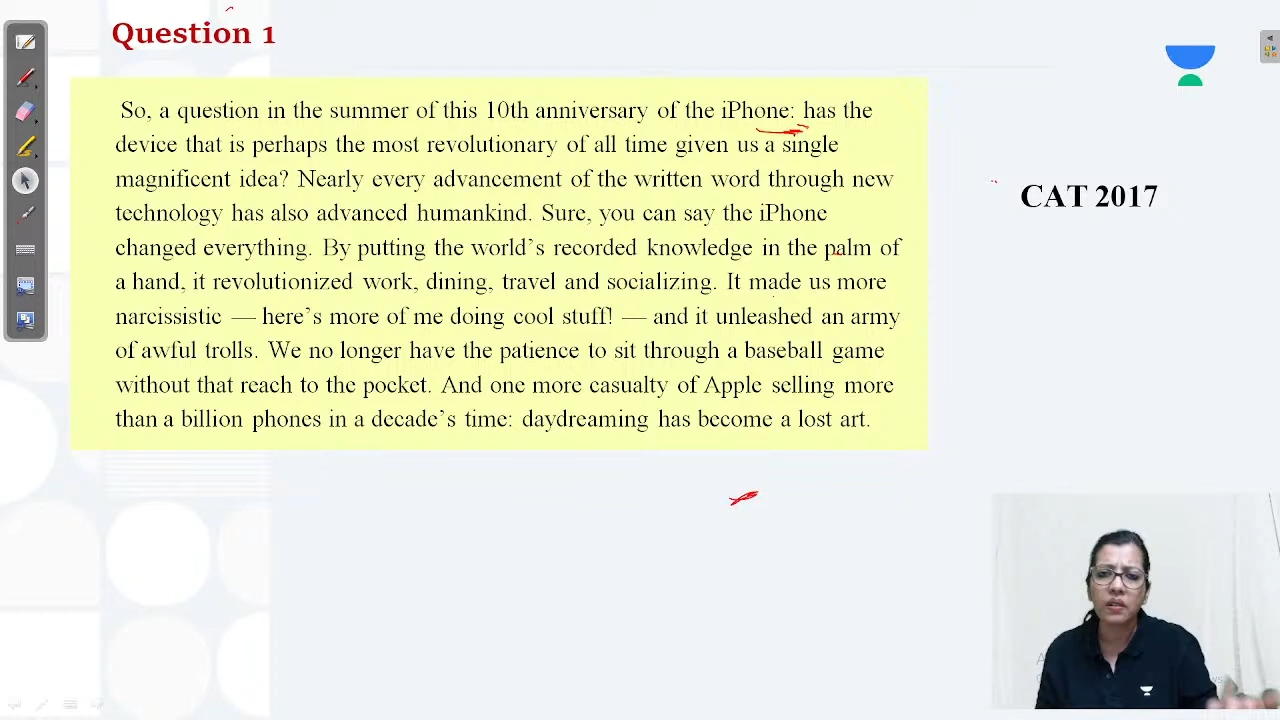 Question 1
So, a question in the summer of this 10th anniversary of the iPhone: has the
device that is perhaps the most revolutionary of all time given us a single
magnificent idea? Nearly every advancement of the written word through new
technology has also advanced humankind. Sure, you can say the iPhone
changed everything. By putting the world's recorded knowledge in the palm of
a hand, it revolutionized work, dining, travel and socializing. It made us more
narcissistic — here's more of me doing cool stuff! — and it unleashed an army
of awful trolls. We no longer have the patience to sit through a baseball game
without that reach to the pocket. And one more casualty of Apple selling more
than a billion phones in a decade's time: daydreaming has become a lost art.
CAT 2017